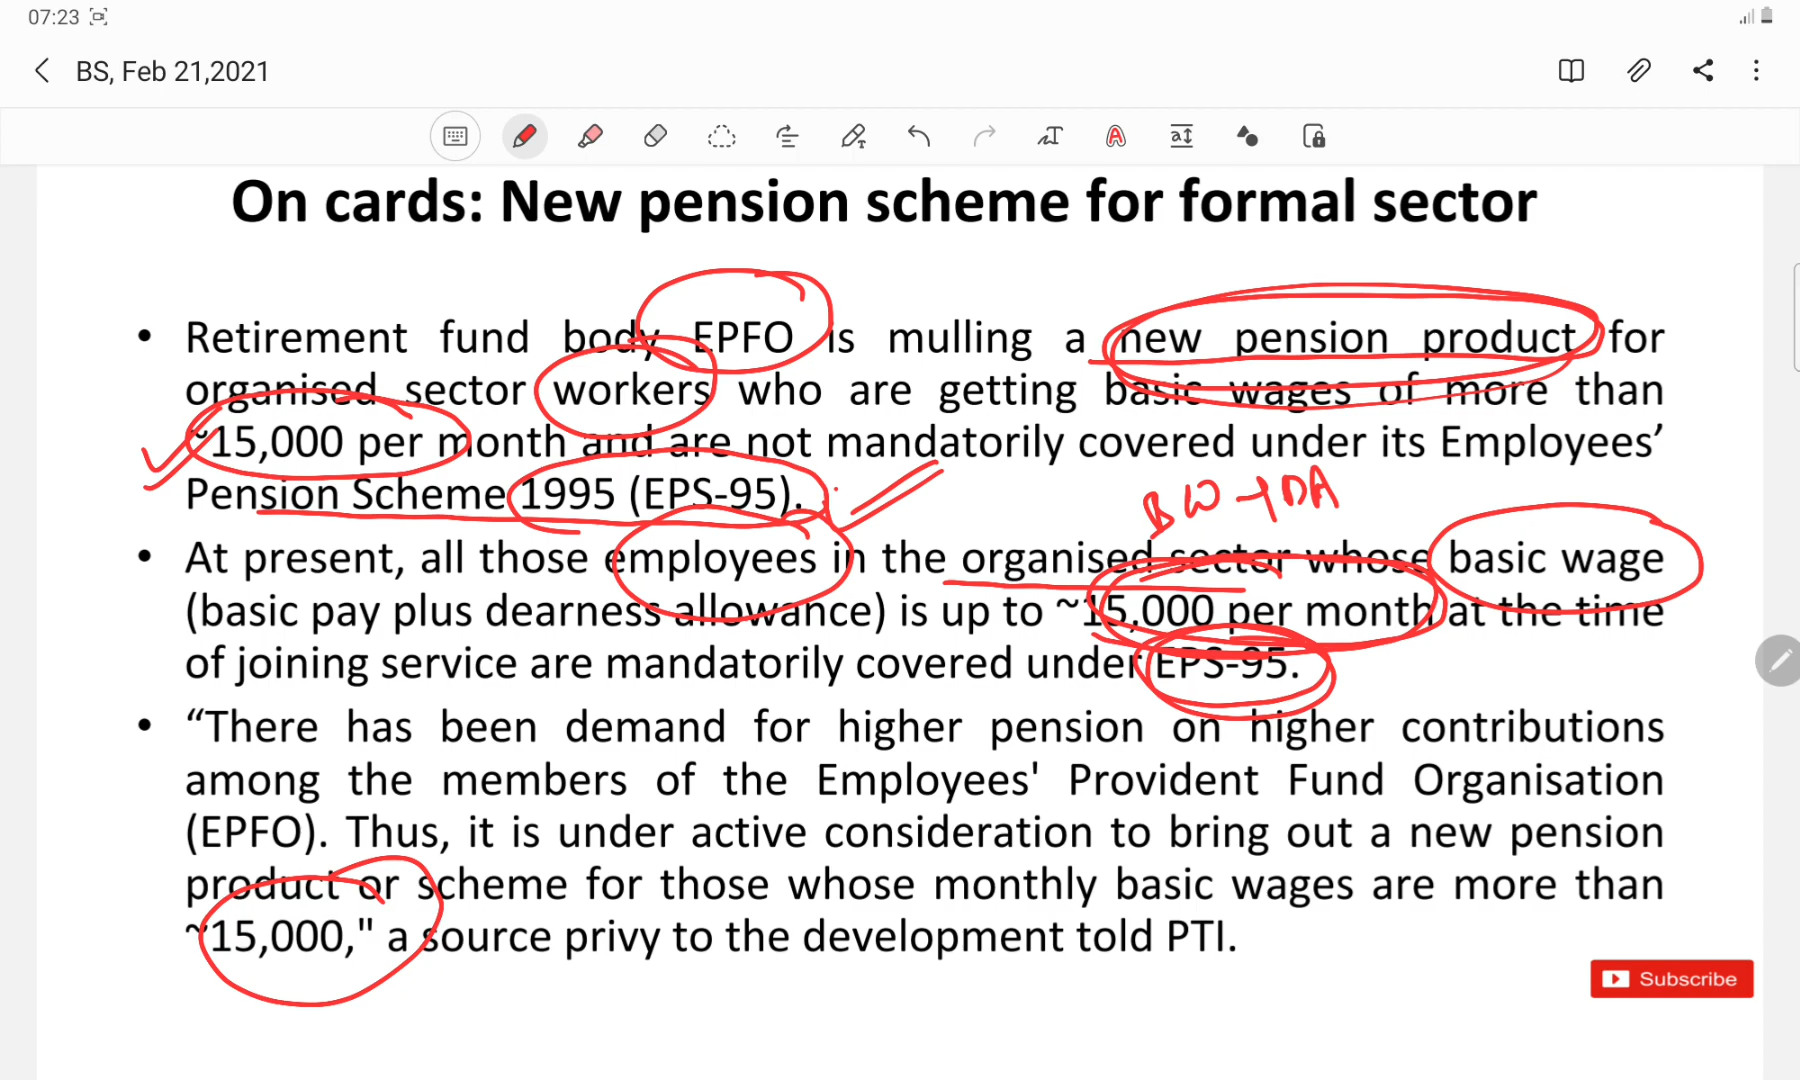 07:23
BS, Feb 21,2021
On cards: New pension scheme for formal sector
• Retirement fund body EPFO is mulling a new pension product for
organised sector workers who are getting basic wages of more than
~15,000 per month and are not mandatorily covered under its Employees’
Pension Scheme 1995 (EPS-95).
BW + DA
• At present, all those employees in the organised sector whose basic wage
(basic pay plus dearness allowance) is up to ~15,000 per month at the time
of joining service are mandatorily covered under EPS-95.
• “There has been demand for higher pension on higher contributions
among the members of the Employees' Provident Fund Organisation
(EPFO). Thus, it is under active consideration to bring out a new pension
product or scheme for those whose monthly basic wages are more than
~15,000," a source privy to the development told PTI.
Subscribe